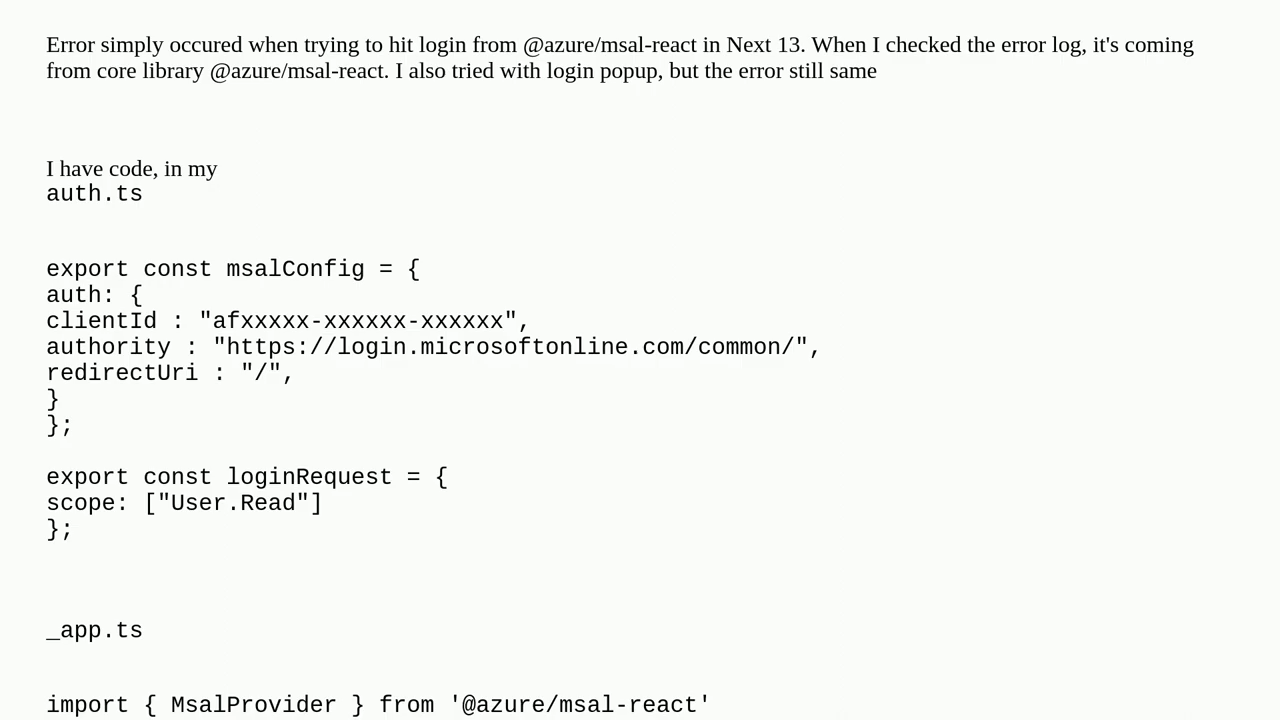 Error simply occured when trying to hit login from @azure/msal-react in Next 13. When I checked the error log, it's coming
from core library @azure/msal-react. I also tried with login popup, but the error still same
I have code, in my
auth.ts
export const msalConfig = {
auth: {
clientId : "afxxxxx-xxxxxx-xxxxxx",
authority : "https://login.microsoftonline.com/common/",
redirectUri : "/",
}
};
export const loginRequest = {
scope: ["User.Read"]
};
_app.ts
import { MsalProvider } from '@azure/msal-react'